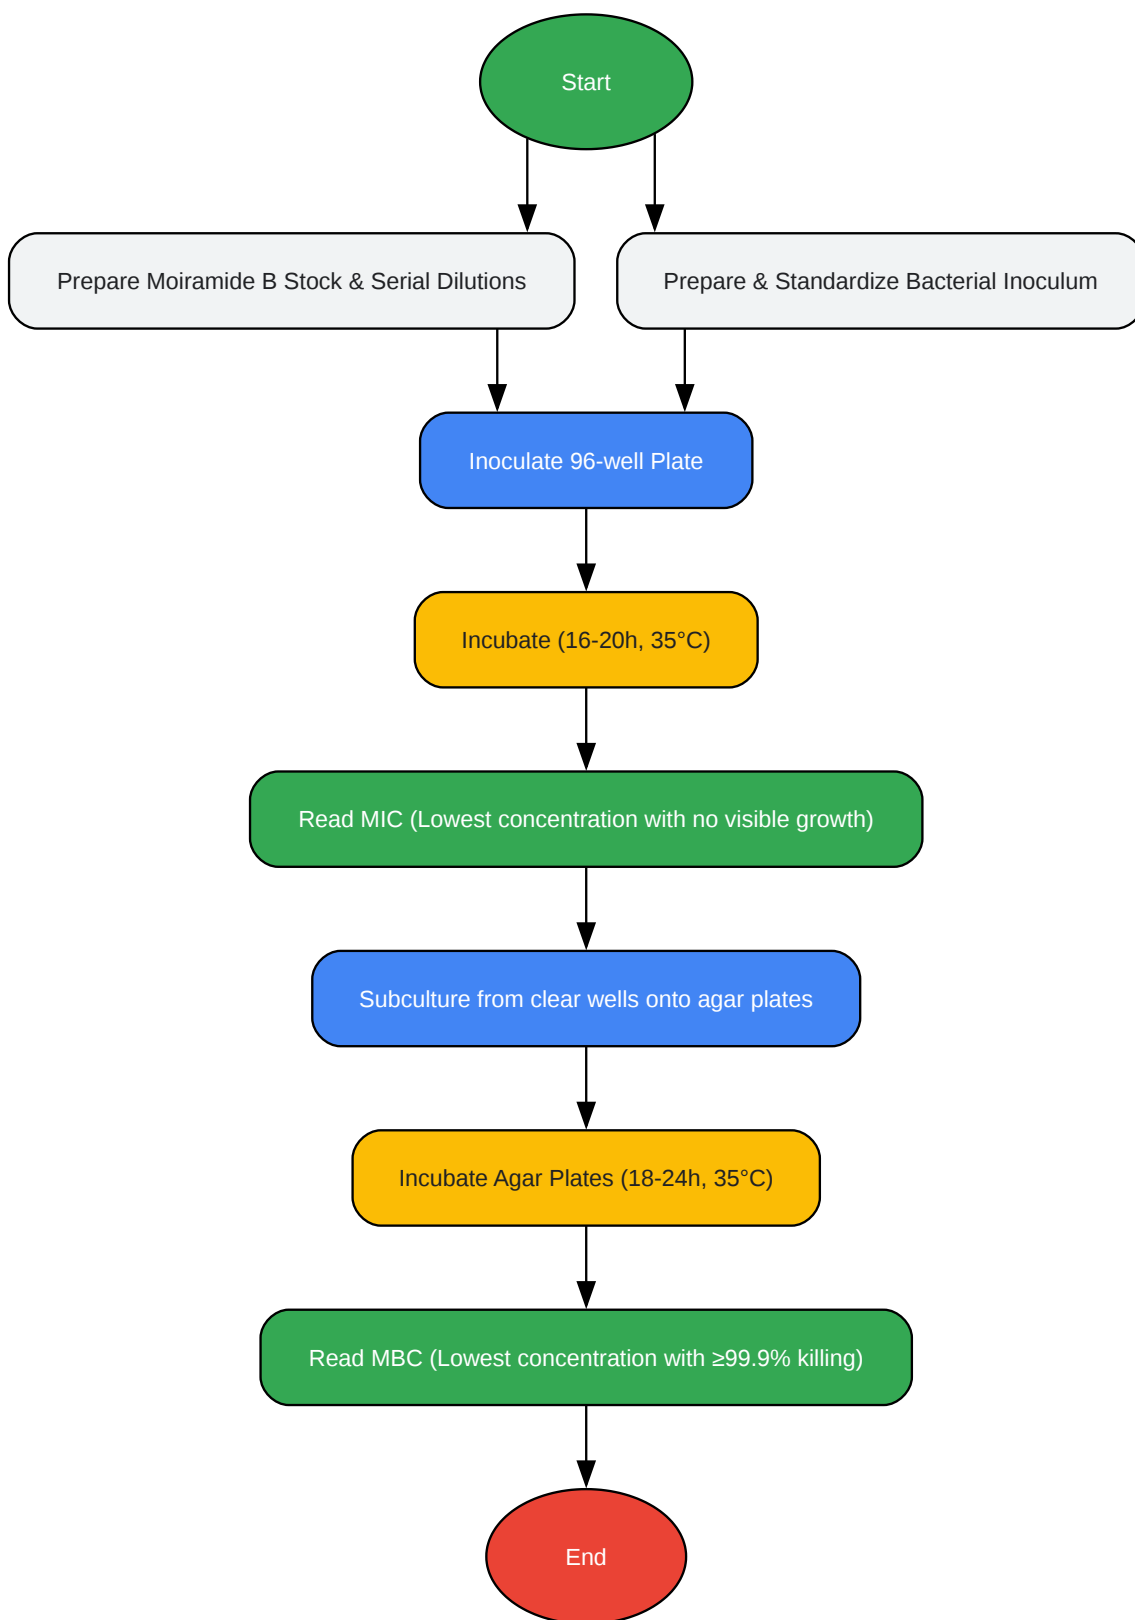 Start
Prepare Moiramide B Stock & Serial Dilutions
Prepare & Standardize Bacterial Inoculum
Inoculate 96-well Plate
Incubate (16-20h, 35°C)
Read MIC (Lowest concentration with no visible growth)
Subculture from clear wells onto agar plates
Incubate Agar Plates (18-24h, 35°C)
Read MBC (Lowest concentration with ≥99.9% killing)
End